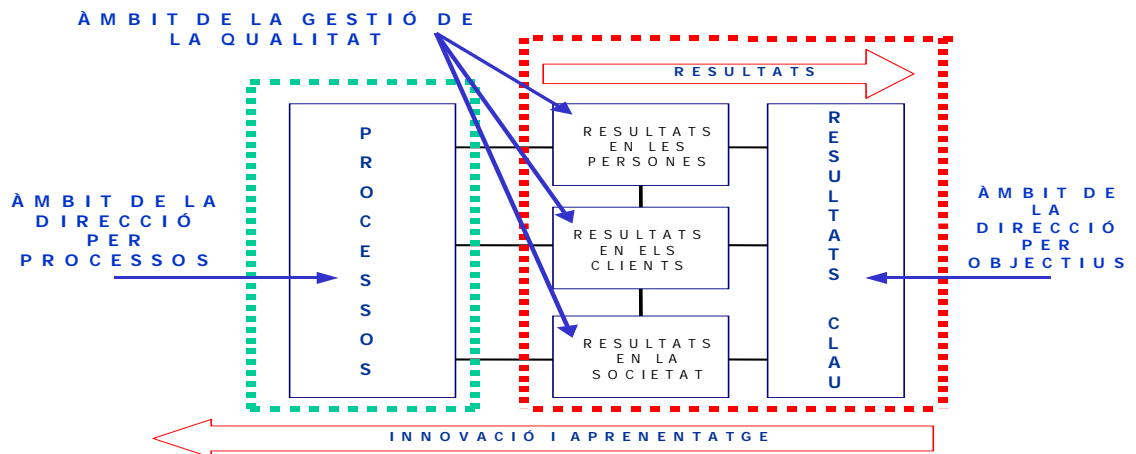 ÀMBIT DE LA GESTIÓ DE
LA QUALITAT
RESULTATS
PROCESSOS
RESULTATS
EN LES
PERSONES
RESULTATS CLAU
ÀMBIT DE LA
DIRECCIÓ
PER
PROCESSOS
RESULTATS
EN ELS
CLIENTS
ÀMBIT DE
LA
DIRECCIÓ
PER
OBJECTIUS
RESULTATS
EN LA
SOCIETAT
INNOVACIÓ I APRENENTATGE